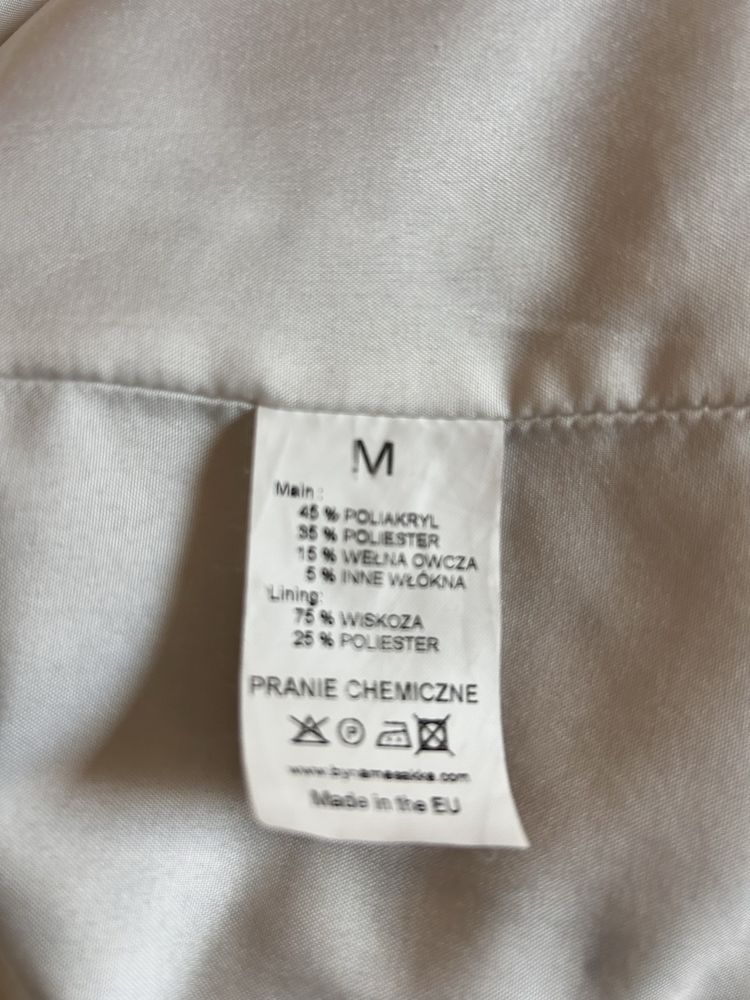 M
Main :
45 % POLIAKRYL
35 % POLIESTER
15 % WEŁNA OWCZA
5 % INNE WŁÓKNA
Lining:
75 % WISKOZA
25 % POLIESTER
PRANIE CHEMICZNE
P
Made in the EU